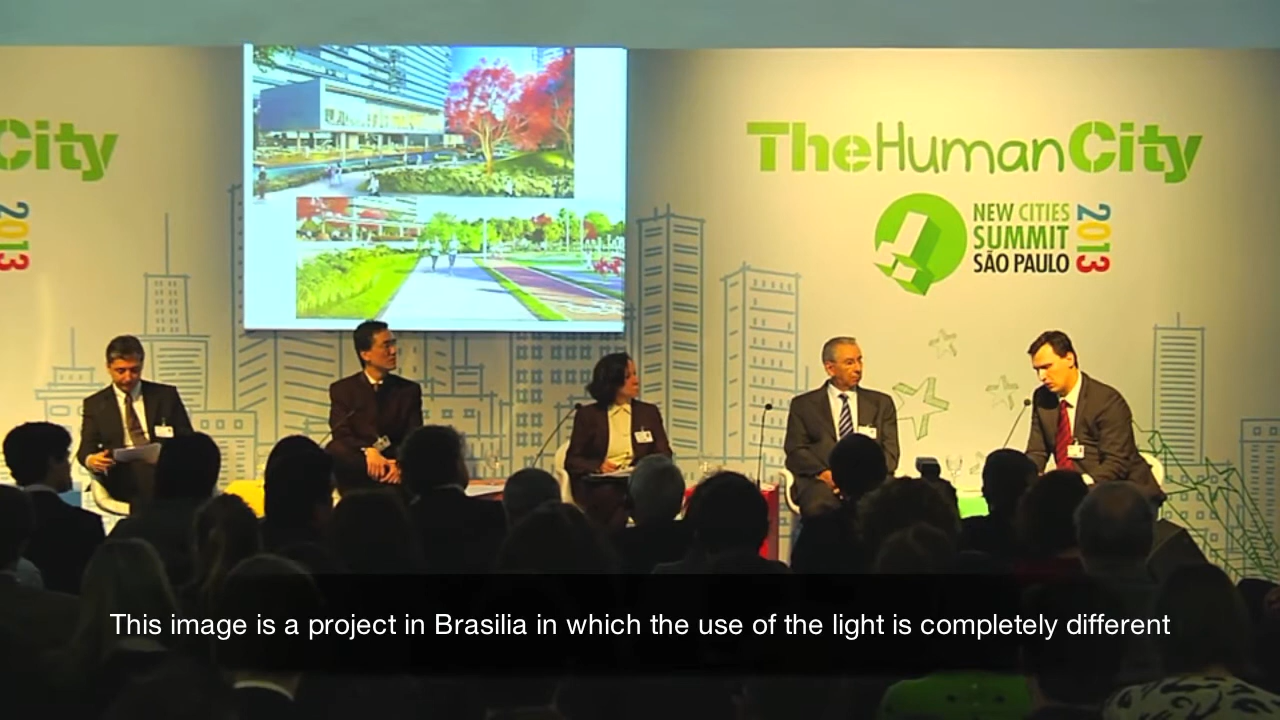 City
2013
TheHumanCity
NEW CITIES
SUMMIT
SÃO PAULO
2013
This image is a project in Brasilia in which the use of the light is completely different